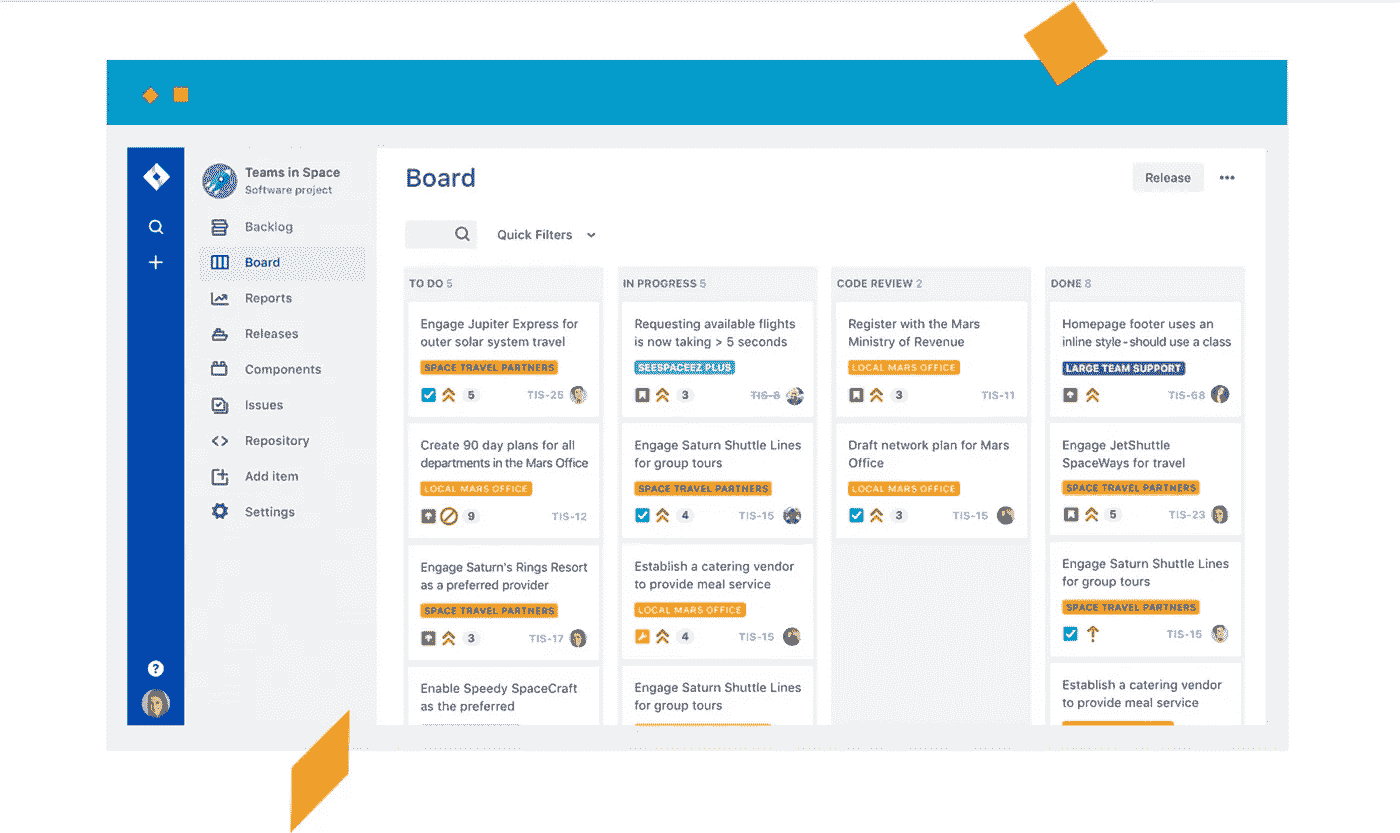 Teams in Space
Software project
Backlog
Board
Reports
Releases
Components
Issues
Repository
Add item
Settings
?
Board
Release
Quick Filters
TO DO 5
Engage Jupiter Express for
outer solar system travel
SPACE TRAVEL PARTNERS
5 TIS-25
Create 90 day plans for all
departments in the Mars Office
LOCAL MARS OFFICE
9 TIS-12
Engage Saturn's Rings Resort
as a preferred provider
SPACE TRAVEL PARTNERS
3 TIS-17
Enable Speedy SpaceCraft
as the preferred
IN PROGRESS 5
Requesting available flights
is now taking > 5 seconds
SEESPACEEZ PLUS
3 TIS-8
Engage Saturn Shuttle Lines
for group tours
SPACE TRAVEL PARTNERS
4 TIS-15
Establish a catering vendor
to provide meal service
LOCAL MARS OFFICE
4 TIS-15
Engage Saturn Shuttle Lines
for group tours
CODE REVIEW 2
Register with the Mars
Ministry of Revenue
LOCAL MARS OFFICE
3 TIS-11
Draft network plan for Mars
Office
LOCAL MARS OFFICE
3 TIS-15
DONE 8
Homepage footer uses an
inline style-should use a class
LARGE TEAM SUPPORT
TIS-68
Engage JetShuttle
SpaceWays for travel
SPACE TRAVEL PARTNERS
5 TIS-23
Engage Saturn Shuttle Lines
for group tours
SPACE TRAVEL PARTNERS
TIS-15
Establish a catering vendor
to provide meal service